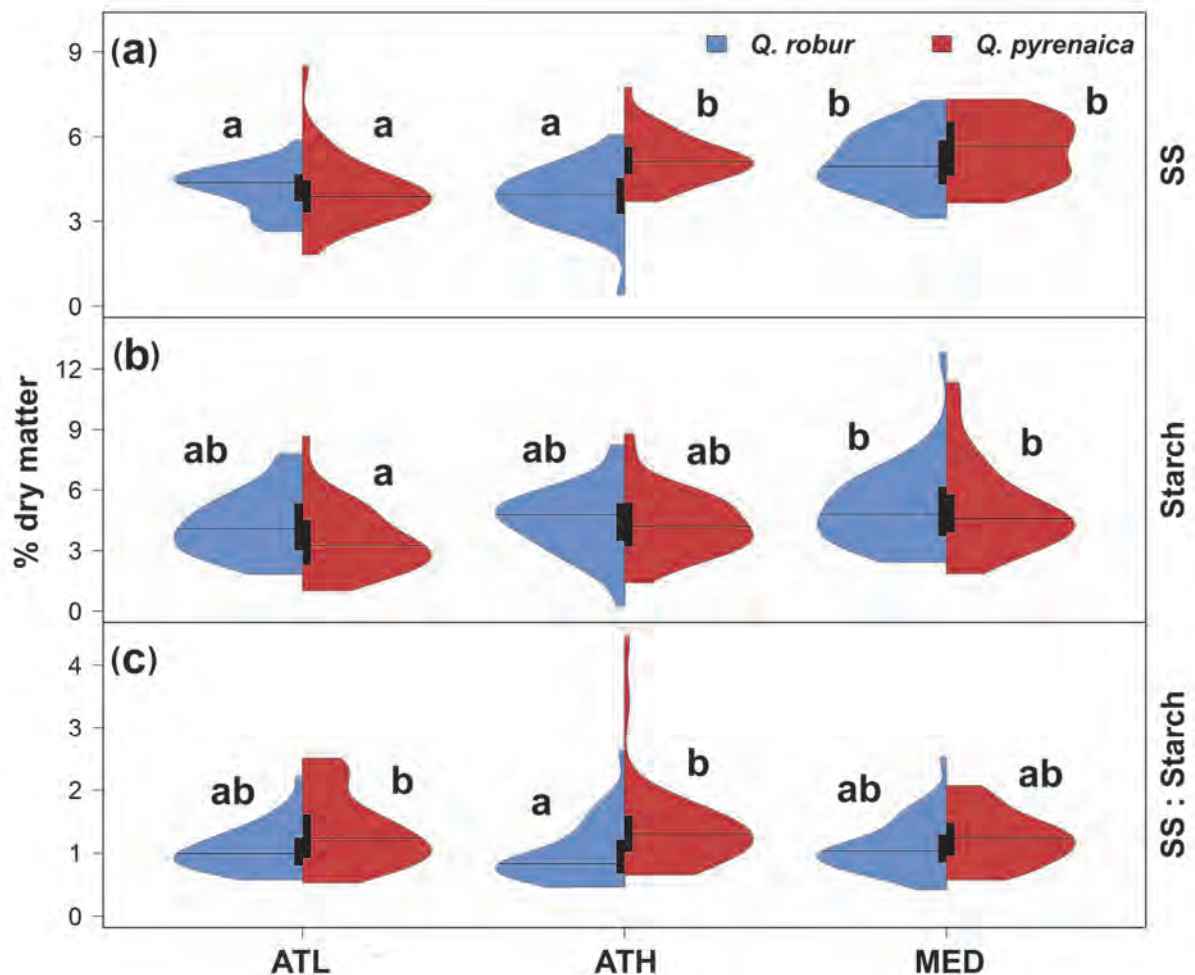 (a)
Q. robur Q. pyrenaica
9
6
3
0
a a a b b b
SS
(b)
12
9
6
3
0
ab a ab ab b b
Starch
% dry matter
(c)
4
3
2
1
0
ab b a b ab ab
SS : Starch
ATL ATH MED